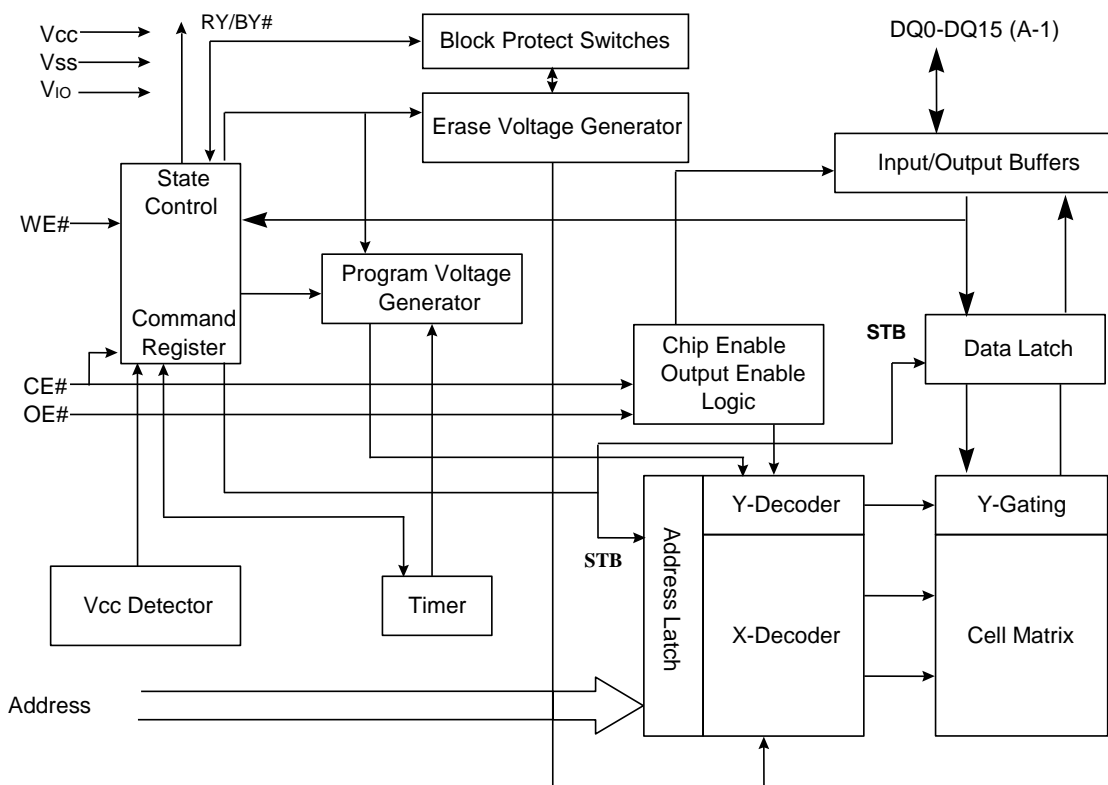 RY/BY#
Vcc
Vss
VIO
Block Protect Switches
DQ0-DQ15 (A-1)
Erase Voltage Generator
Input/Output Buffers
State
Control
WE#
Program Voltage
Generator
Command
Register
STB
Chip Enable
Output Enable
Logic
Data Latch
CE#
OE#
Y-Decoder
Y-Gating
Address Latch
STB
Vcc Detector
Timer
X-Decoder
Cell Matrix
Address